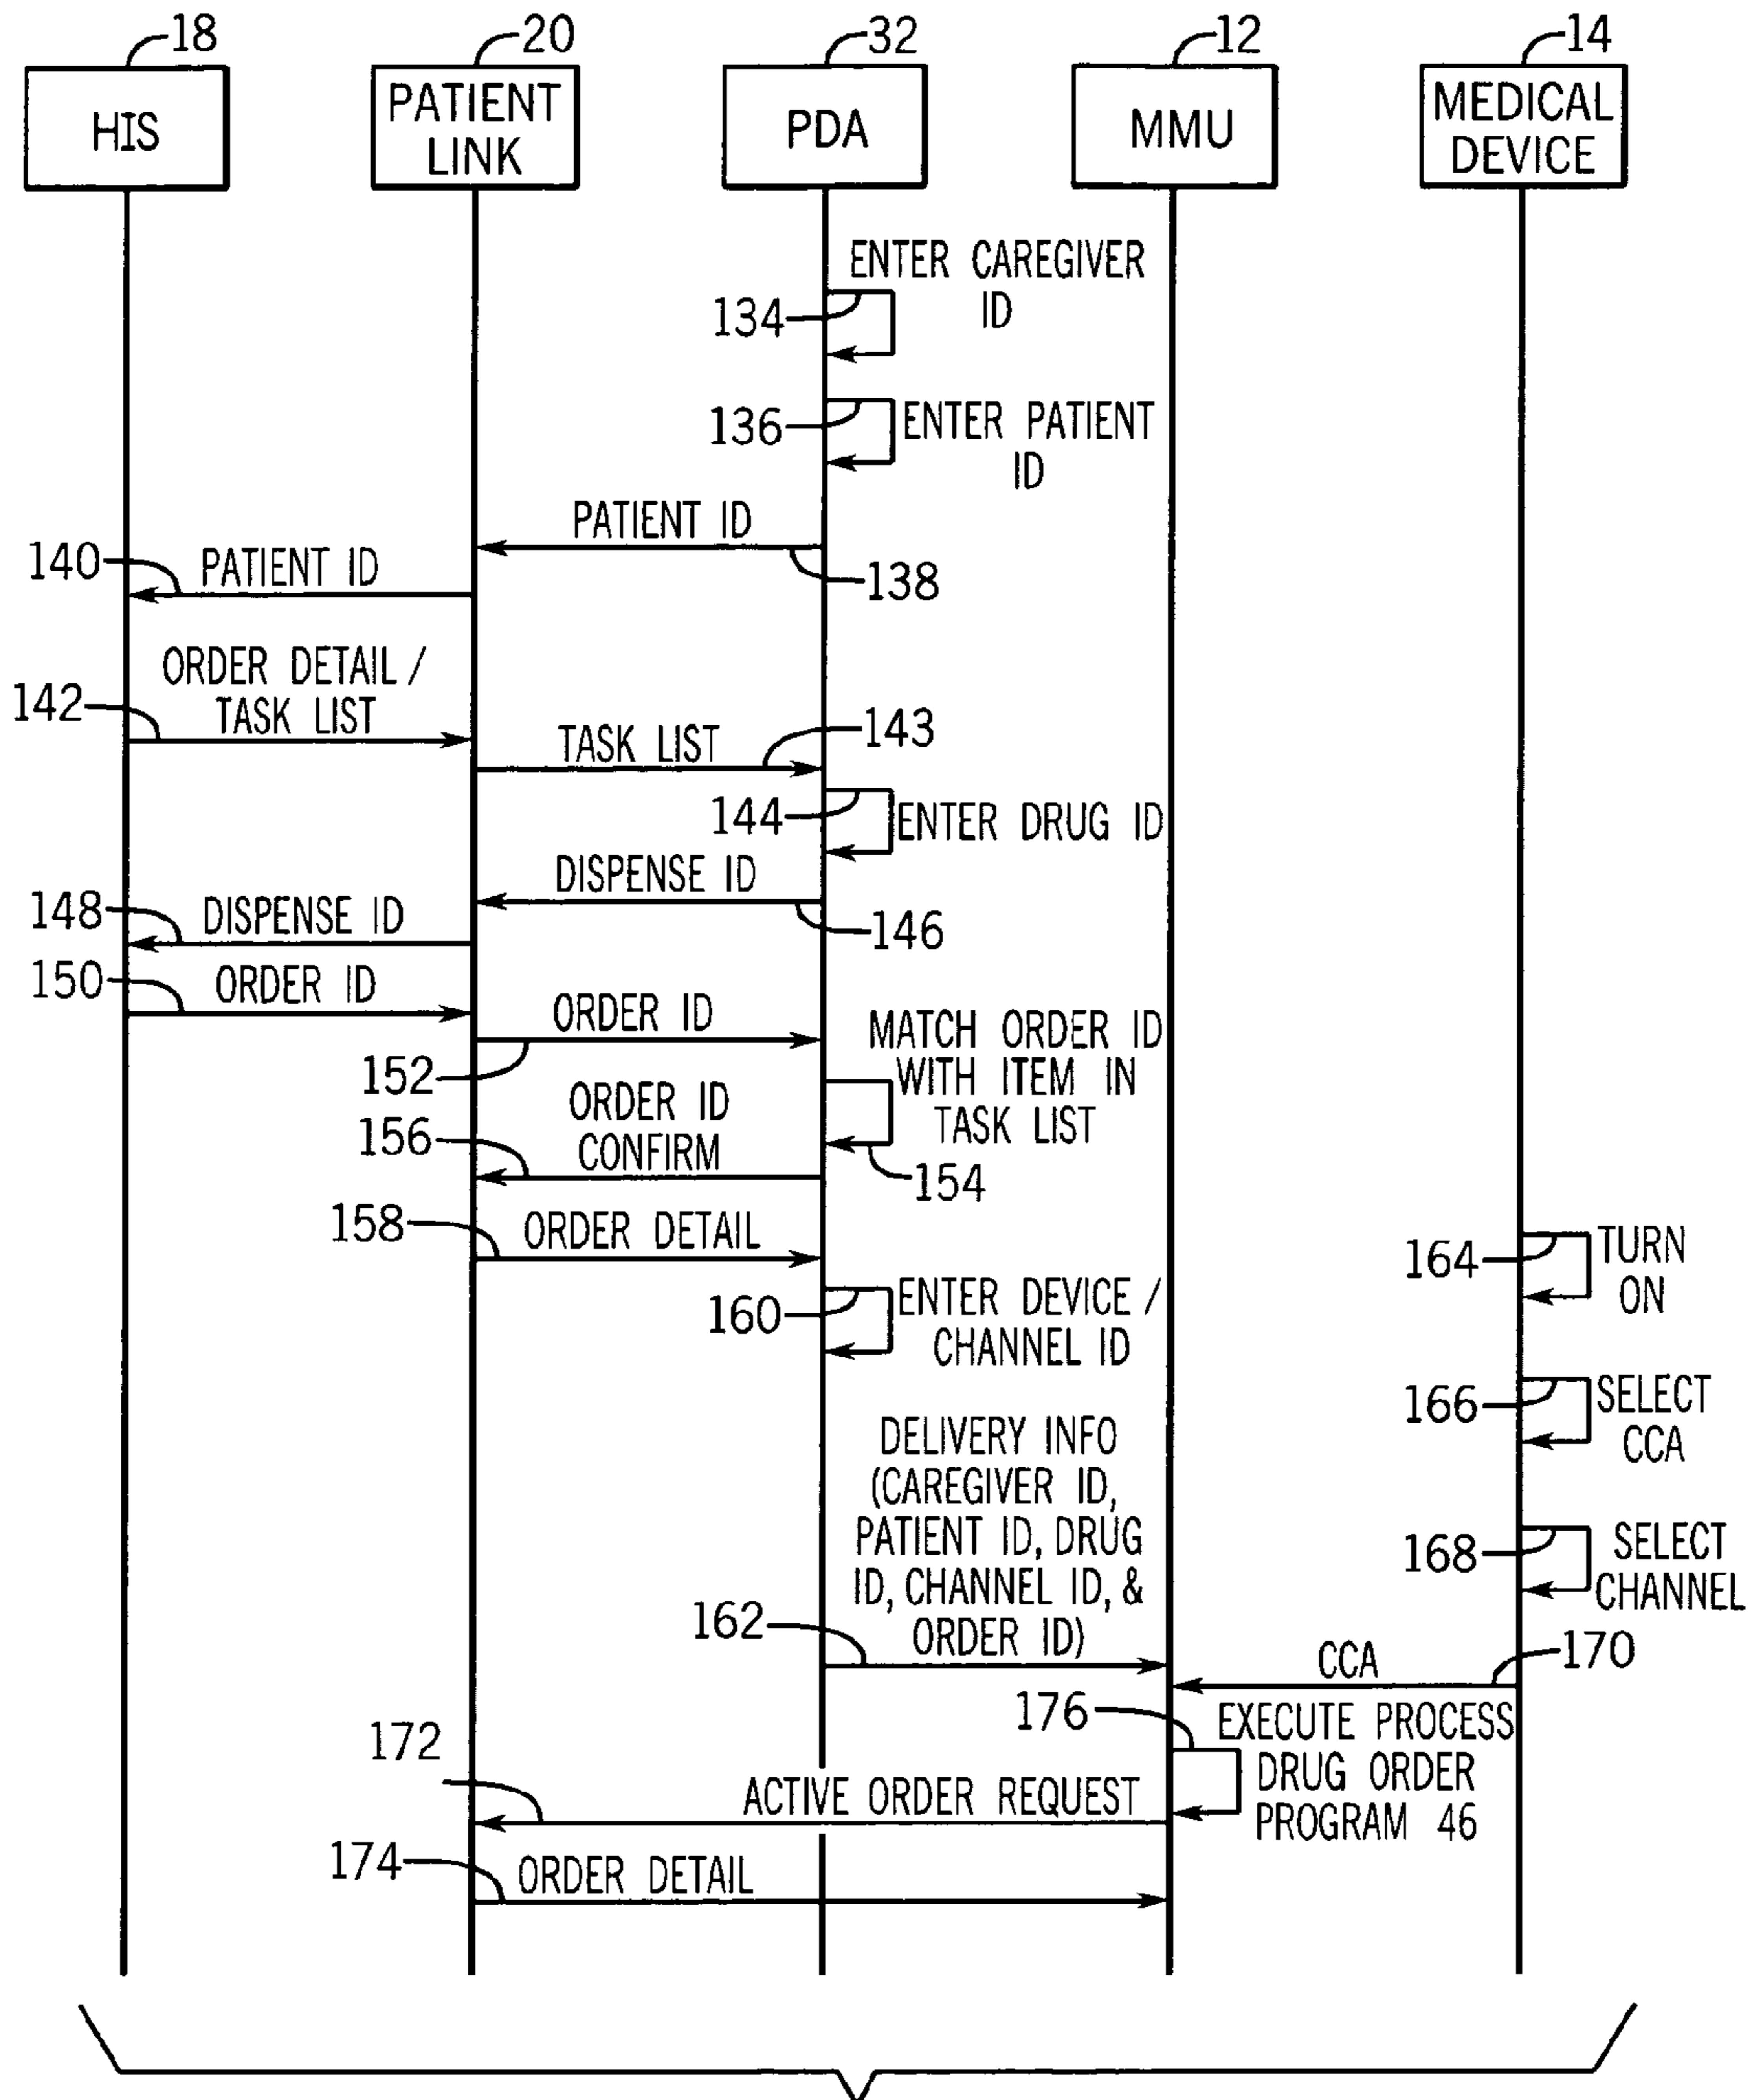 18
20
32
12
14
HIS
PATIENT
LINK
PDA
MMU
MEDICAL
DEVICE
ENTER CAREGIVER
ID
134
136
ENTER PATIENT
ID
PATIENT ID
138
140
PATIENT ID
ORDER DETAIL /
TASK LIST
142
TASK LIST
143
144
ENTER DRUG ID
DISPENSE ID
146
148
DISPENSE ID
150
ORDER ID
ORDER ID
152
MATCH ORDER ID
WITH ITEM IN
TASK LIST
154
ORDER ID
CONFIRM
156
158
ORDER DETAIL
164
TURN
ON
160
ENTER DEVICE /
CHANNEL ID
166
SELECT
CCA
DELIVERY INFO
(CAREGIVER ID,
PATIENT ID, DRUG
ID, CHANNEL ID, &
ORDER ID)
162
168
SELECT
CHANNEL
CCA
170
176
EXECUTE PROCESS
DRUG ORDER
PROGRAM 46
172
ACTIVE ORDER REQUEST
174
ORDER DETAIL